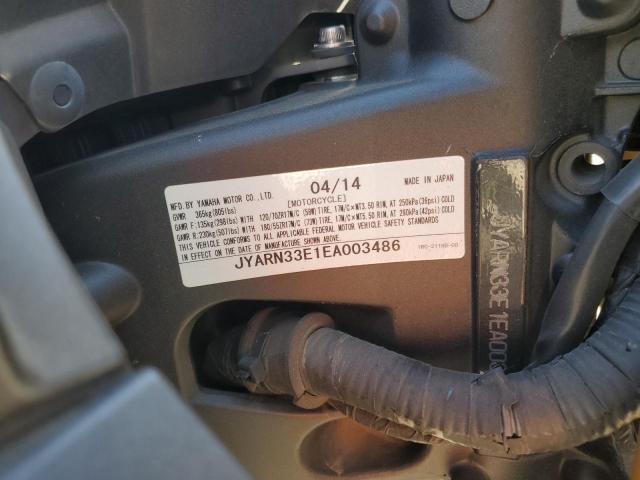 04/14
MADE IN JAPAN
MFD. BY YAMAHA MOTOR CO., LTD.
[MOTORCYCLE]
GVWR 365kg(805lbs)
GAWR F: 135kg(298lbs) WITH 120/70ZR17M/C (58W) TIRE, 17M/C×MT3.50 RIM, AT 250kPa(36psi) COLD
GAWR R: 230kg(507lbs) WITH 180/55ZR17M/C (73W) TIRE, 17M/C×MT5.50 RIM, AT 290kPa(42psi) COLD
THIS VEHICLE CONFORMS TO ALL APPLICABLE FEDERAL MOTOR VEHICLE SAFETY STANDARDS
IN EFFECT ON THE DATE OF MANUFACTURE SHOWN ABOVE.
JYARN33E1EA003486
JYARN33E1EA00